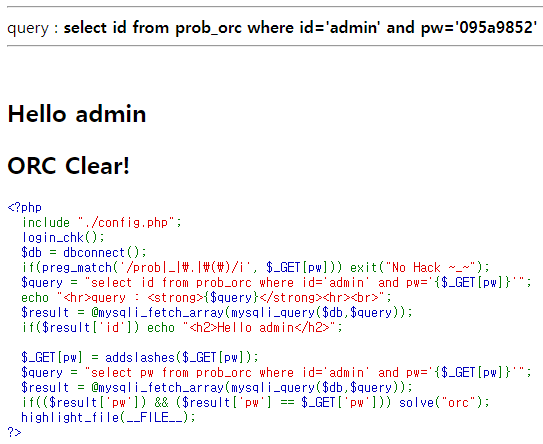 query : select id from prob_orc where id='admin' and pw='095a9852'
Hello admin
ORC Clear!
<?php
  include "./config.php";
  login_chk();
  $db = dbconnect();
  if(preg_match('/prob|_|₩.|₩(₩)/i', $_GET[pw])) exit("No Hack ~_~");
  $query = "select id from prob_orc where id='admin' and pw='{$_GET[pw]}'";
  echo "<hr>query : <strong>{$query}</strong><hr><br>";
  $result = @mysqli_fetch_array(mysqli_query($db,$query));
  if($result['id']) echo "<h2>Hello admin</h2>";
  $_GET[pw] = addslashes($_GET[pw]);
  $query = "select pw from prob_orc where id='admin' and pw='{$_GET[pw]}'";
  $result = @mysqli_fetch_array(mysqli_query($db,$query));
  if(($result['pw']) && ($result['pw'] == $_GET['pw'])) solve("orc");
  highlight_file(__FILE__);
?>